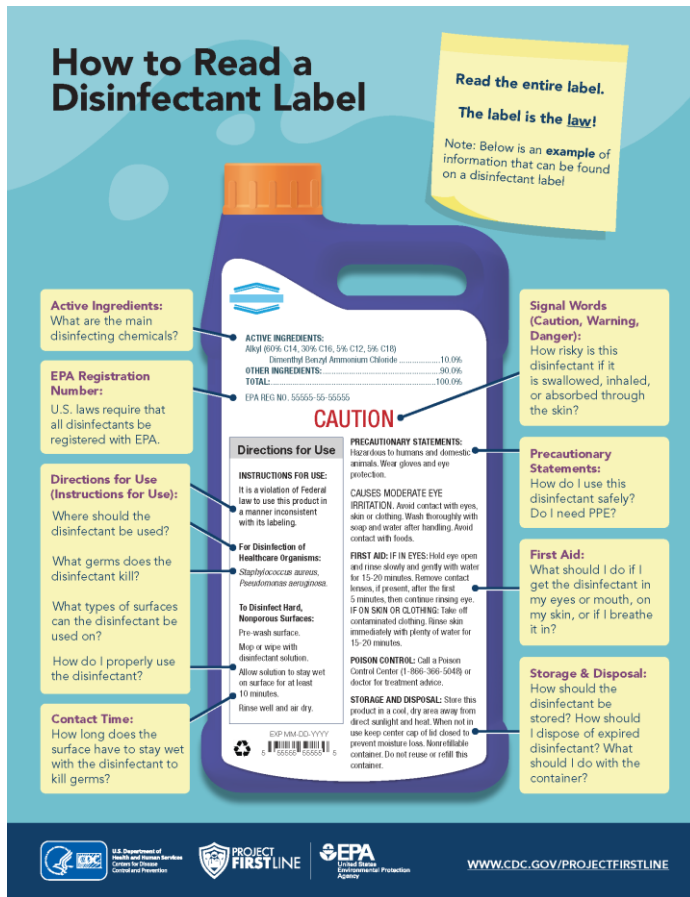 How to Read a
Disinfectant Label
Read the entire label.
The label is the law!
Note: Below is an example of
information that can be found
on a disinfectant label
Active Ingredients:
What are the main
disinfecting chemicals?
EPA Registration
Number:
U.S. laws require that
all disinfectants be
registered with EPA.
Directions for Use
(Instructions for Use):
Where should the
disinfectant be used?
What germs does the
disinfectant kill?
What types of surfaces
can the disinfectant be
used on?
How do I properly use
the disinfectant?
Contact Time:
How long does the
surface have to stay wet
with the disinfectant to
kill germs?
ACTIVE INGREDIENTS:
Alkyl (60% C14, 30% C16, 5% C12, 5% C18)
Dimenthyl Benzyl Ammonium Chloride ................10.0%
OTHER INGREDIENTS:............................................90.0%
TOTAL:................................................................100.0%
EPA REG NO. 55555-55-55555
CAUTION
Directions for Use
INSTRUCTIONS FOR USE:
It is a violation of Federal
law to use this product in
a manner inconsistent
with its labeling.
For Disinfection of
Healthcare Organisms:
Staphylococcus aureus,
Pseudomonas aeruginosa.
To Disinfect Hard,
Nonporous Surfaces:
Pre-wash surface.
Mop or wipe with
disinfectant solution.
Allow solution to stay wet
on surface for at least
10 minutes.
Rinse well and air dry.
EXP MM-DD-YYYY
5 55555 55555 5
PRECAUTIONARY STATEMENTS:
Hazardous to humans and domestic
animals. Wear gloves and eye
protection.
CAUSES MODERATE EYE
IRRITATION. Avoid contact with eyes,
skin or clothing. Wash thoroughly with
soap and water after handling. Avoid
contact with foods.
FIRST AID: IF IN EYES: Hold eye open
and rinse slowly and gently with water
for 15-20 minutes. Remove contact
lenses, if present, after the first
5 minutes, then continue rinsing eye.
IF ON SKIN OR CLOTHING: Take off
contaminated clothing. Rinse skin
immediately with plenty of water for
15-20 minutes.
POISON CONTROL: Call a Poison
Control Center (1-866-366-5048) or
doctor for treatment advice.
STORAGE AND DISPOSAL: Store this
product in a cool, dry area away from
direct sunlight and heat. When not in
use keep center cap of lid closed to
prevent moisture loss. Nonrefillable
container. Do not reuse or refill this
container.
Signal Words
(Caution, Warning,
Danger):
How risky is this
disinfectant if it
is swallowed, inhaled,
or absorbed through
the skin?
Precautionary
Statements:
How do I use this
disinfectant safely?
Do I need PPE?
First Aid:
What should I do if I
get the disinfectant in
my eyes or mouth, on
my skin, or if I breathe
it in?
Storage & Disposal:
How should the
disinfectant be
stored? How should
I dispose of expired
disinfectant? What
should I do with the
container?
CDC
U.S. Department of
Health and Human Services
Centers for Disease
Control and Prevention
PROJECT
FIRSTLINE
EPA
United States
Environmental Protection
Agency
WWW.CDC.GOV/PROJECTFIRSTLINE